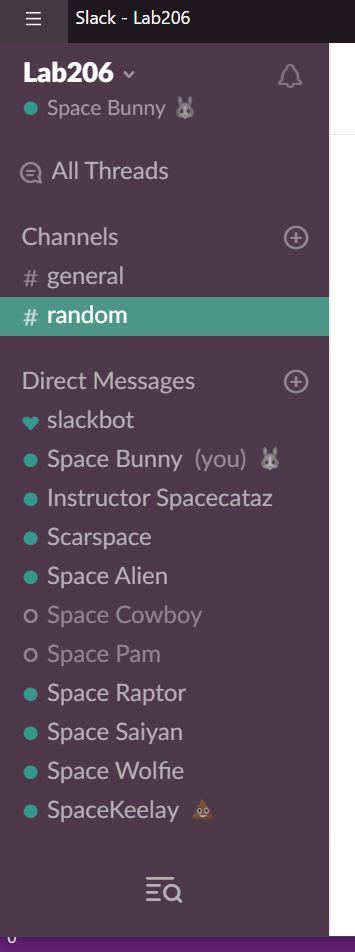 Slack - Lab206
Lab206
Space Bunny
All Threads
Channels
# general
# random
Direct Messages
slackbot
Space Bunny (you)
Instructor Spacecataz
Scarspace
Space Alien
Space Cowboy
Space Pam
Space Raptor
Space Saiyan
Space Wolfie
SpaceKeelay